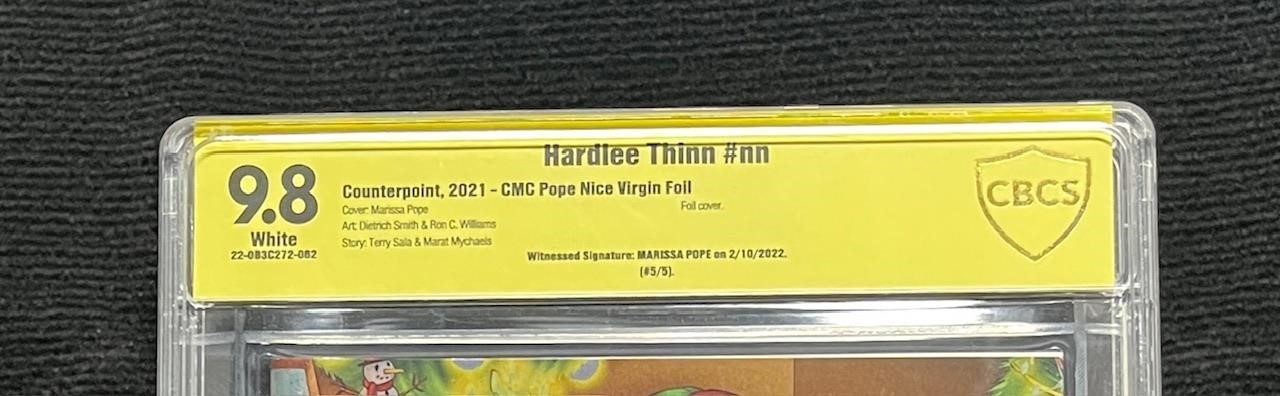 Hardlee Thinn #nn
9.8
White
22-0B3C272-082
Counterpoint, 2021 - CMC Pope Nice Virgin Foil
Cover: Marissa Pope
Art: Dietrich Smith & Ron C. Williams
Story: Terry Sala & Marat Mychaels
Foil cover.
Witnessed Signature: MARISSA POPE on 2/10/2022.
(#5/5).
CBCS